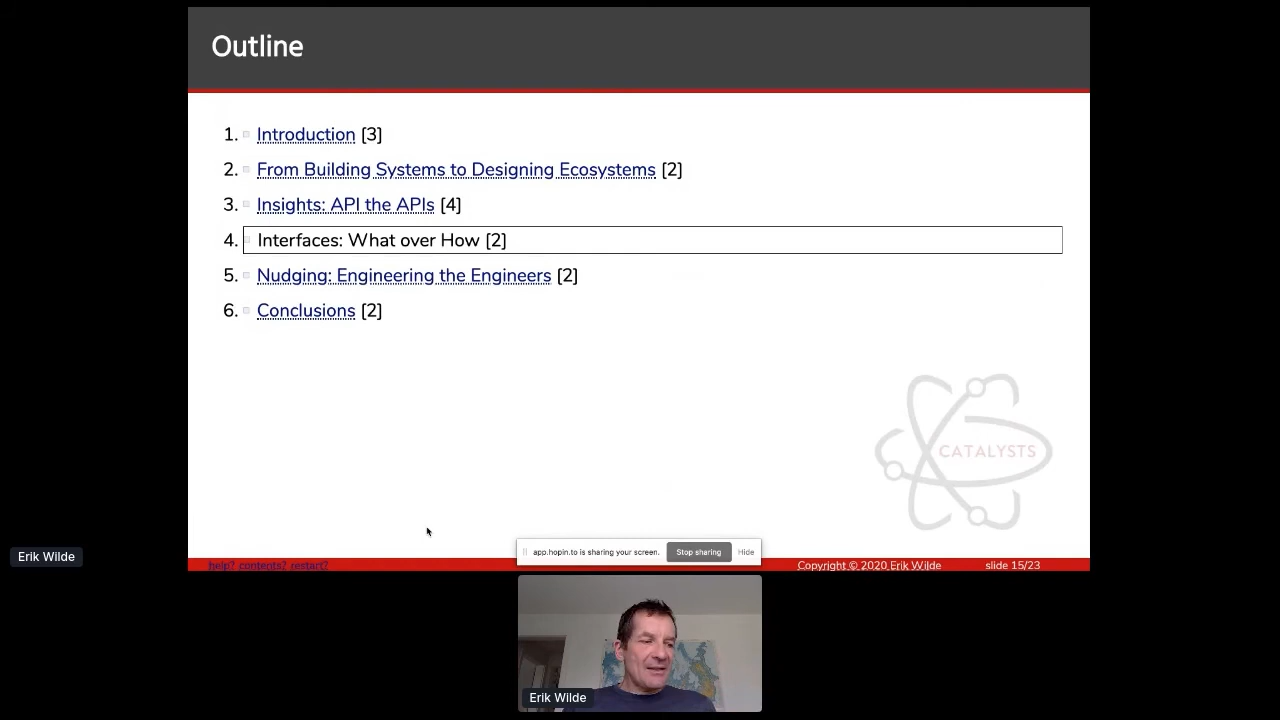 Outline
1. Introduction [3]
2. From Building Systems to Designing Ecosystems [2]
3. Insights: API the APIs [4]
4. Interfaces: What over How [2]
5. Nudging: Engineering the Engineers [2]
6. Conclusions [2]
CATALYSTS
app.hopin.to is sharing your screen. Stop sharing Hide
Erik Wilde
help? contents? restart? Copyright © 2020 Erik Wilde slide 15/23
Erik Wilde